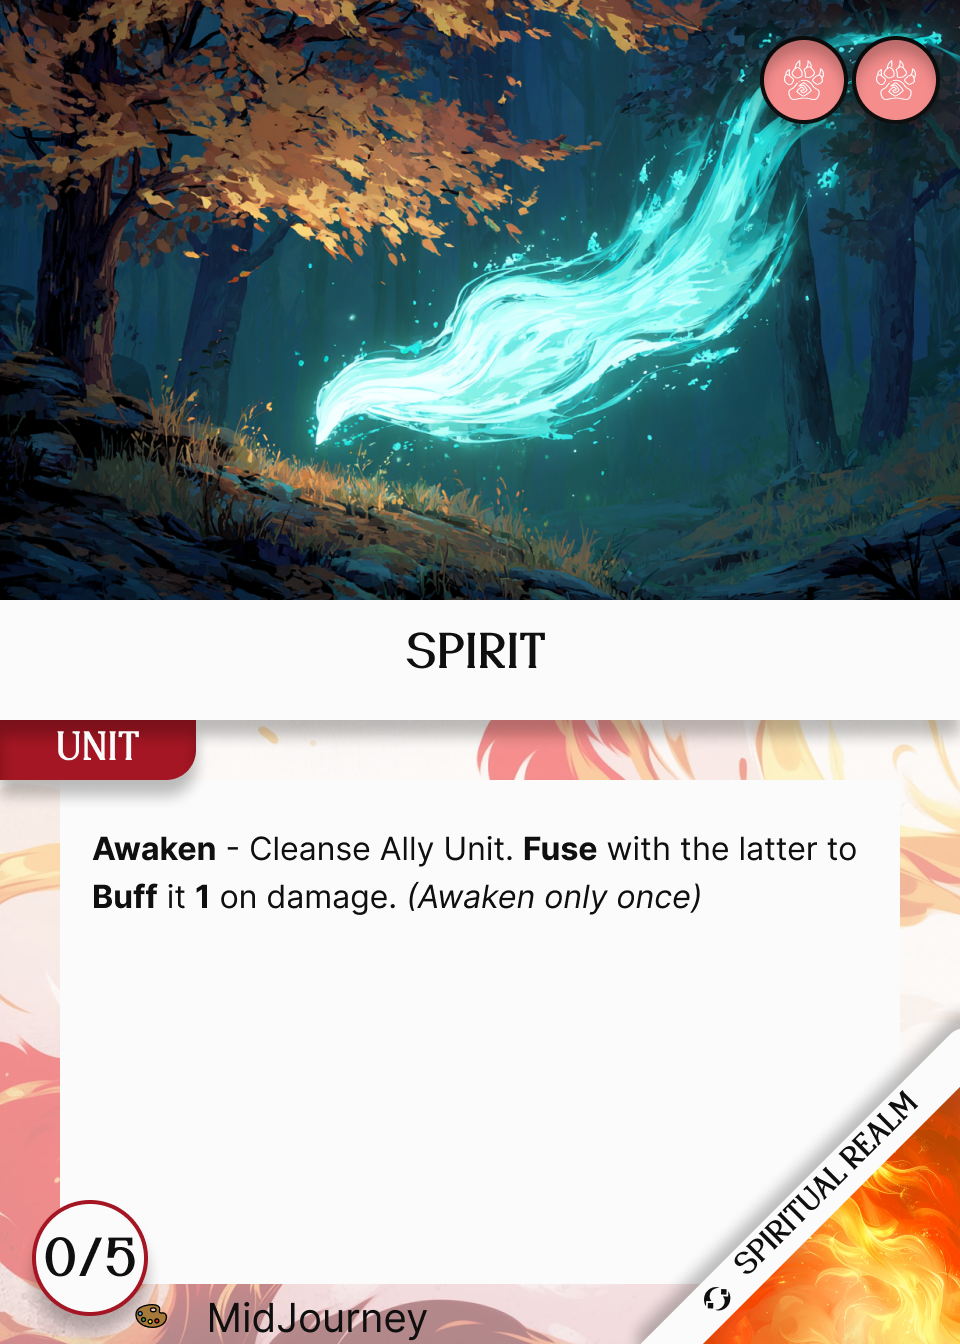 SPIRIT
UNIT
Awaken - Cleanse Ally Unit. Fuse with the latter to
Buff it 1 on damage. (Awaken only once)
SPIRITUAL REALM
0/5
MidJourney